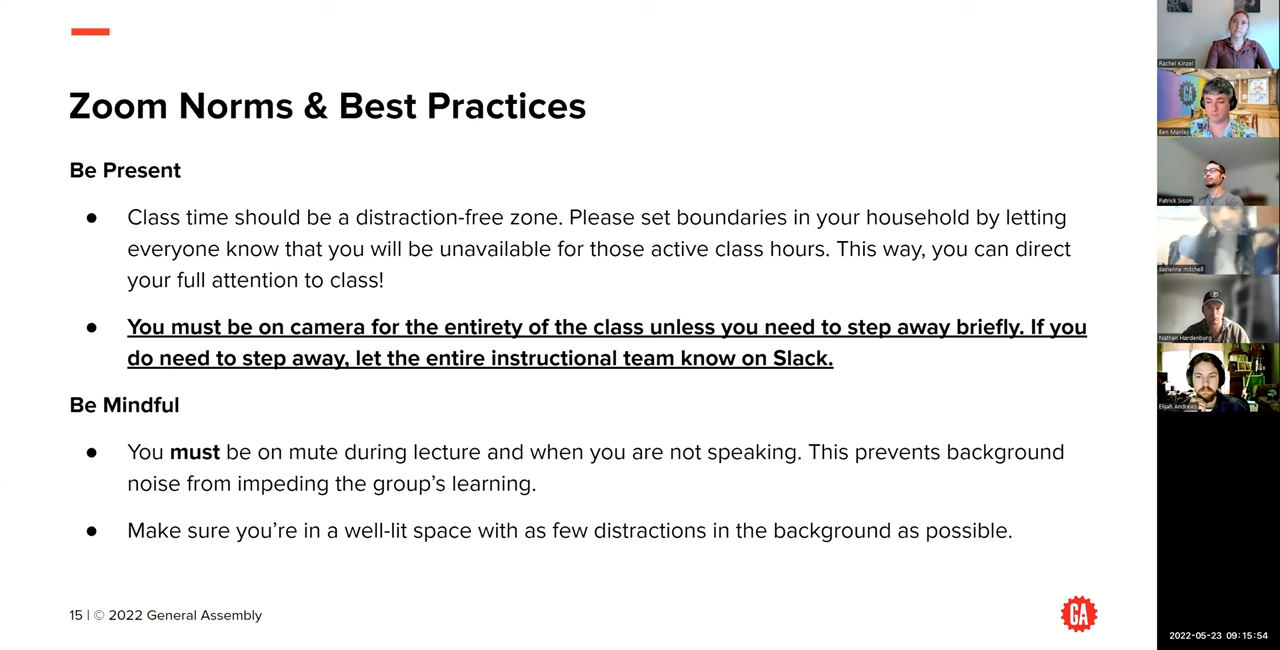 Zoom Norms & Best Practices
Be Present
● Class time should be a distraction-free zone. Please set boundaries in your household by letting
everyone know that you will be unavailable for those active class hours. This way, you can direct
your full attention to class!
● You must be on camera for the entirety of the class unless you need to step away briefly. If you
do need to step away, let the entire instructional team know on Slack.
Be Mindful
● You must be on mute during lecture and when you are not speaking. This prevents background
noise from impeding the group’s learning.
● Make sure you’re in a well-lit space with as few distractions in the background as possible.
15 | © 2022 General Assembly
GA
Rachel Kinzel
GA
Ben Manley
Patrick Sison
mitchell
Nathan Hardenburg
Elijah Andrews
2022-05-23 09:15:54